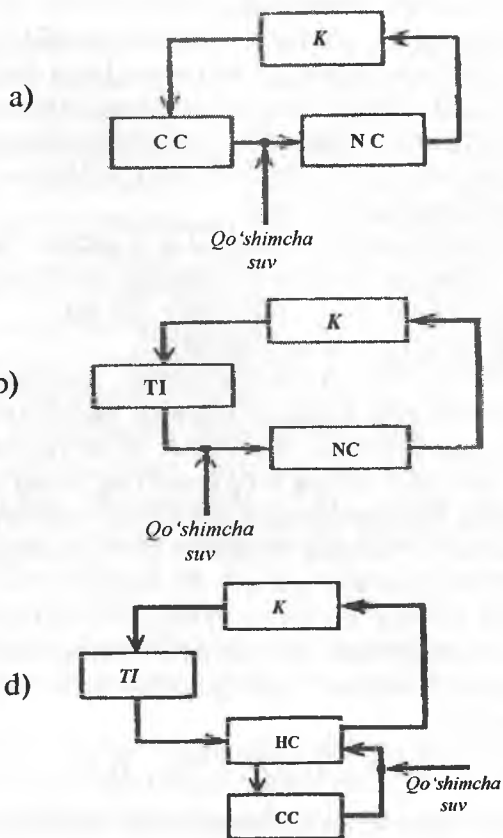 K
a)
CC
NC
Qo‘shimcha
suv
K
b)
TI
NC
Qo‘shimcha
suv
K
TI
d)
HC
Qo‘shimcha
suv
CC